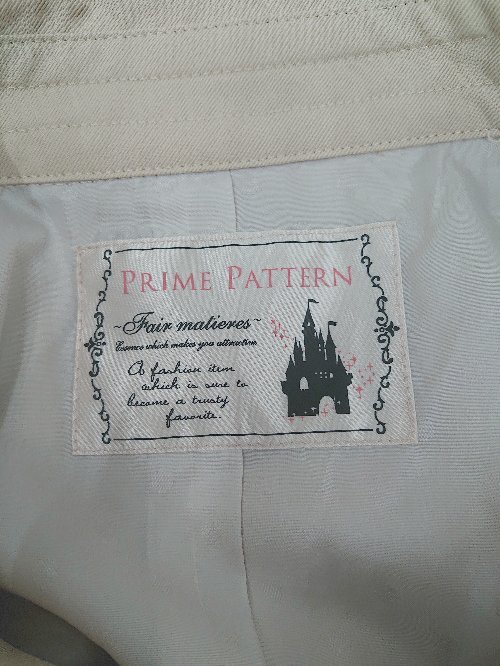 PRIME PATTERN
~Fair matieres~
Essence which makes you attractive
A fashion item
which is sure to
become a trusty
favorite.